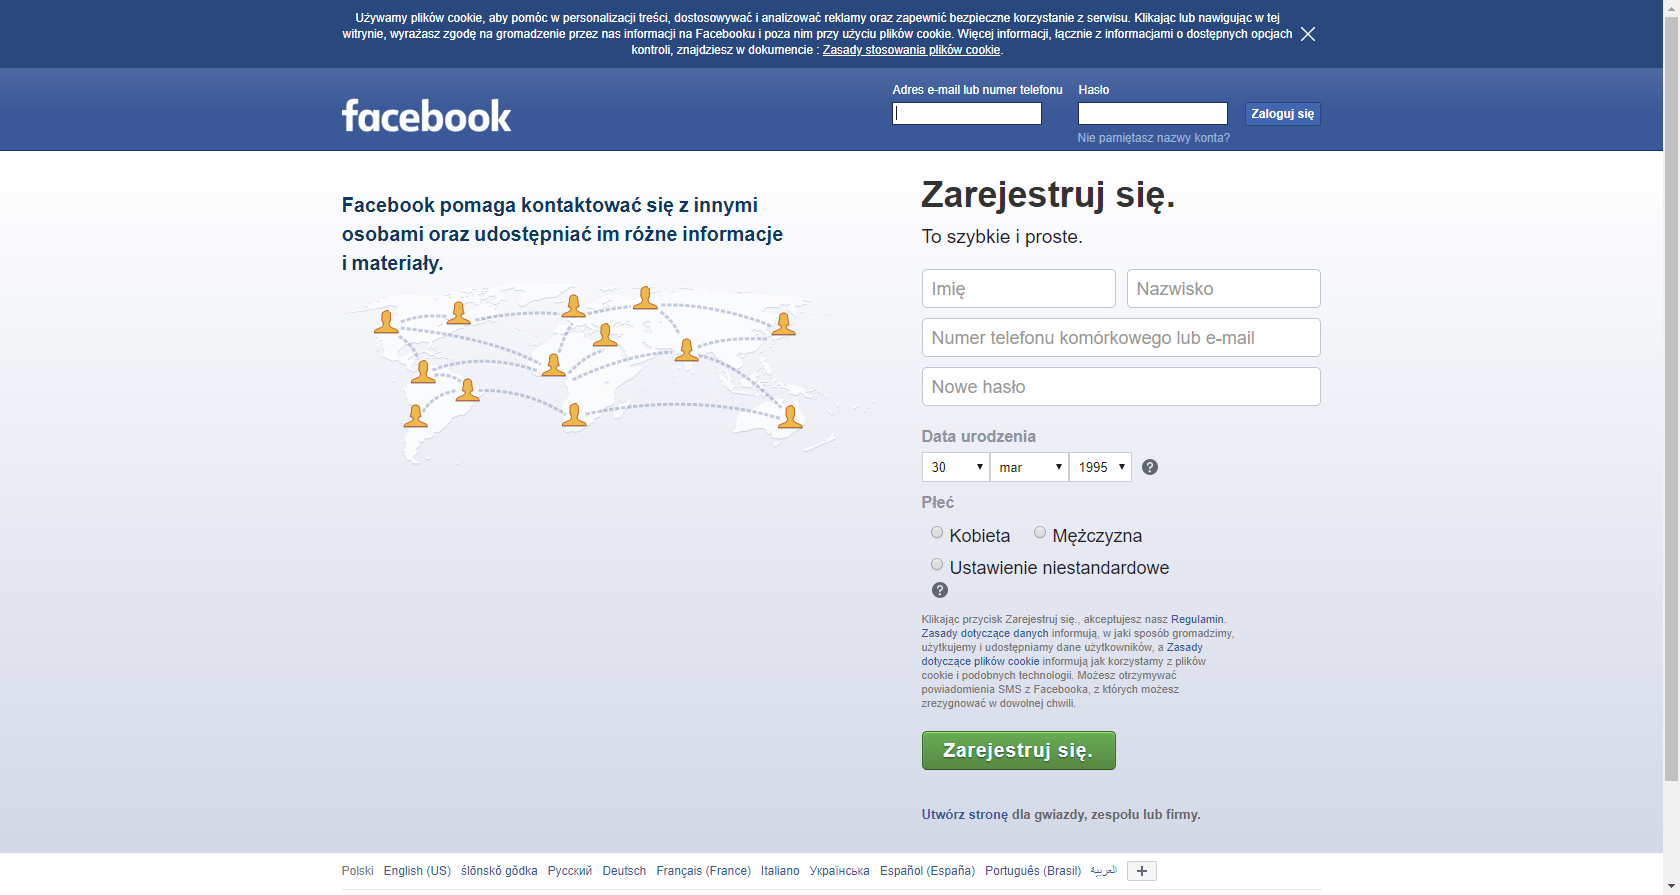 Używamy plików cookie, aby pomóc w personalizacji treści, dostosowywać i analizować reklamy oraz zapewnić bezpieczne korzystanie z serwisu. Klikając lub nawigując w tej
witrynie, wyrażasz zgodę na gromadzenie przez nas informacji na Facebooku i poza nim przy użyciu plików cookie. Więcej informacji, łącznie z informacjami o dostępnych opcjach
kontroli, znajdziesz w dokumencie : Zasady stosowania plików cookie.
facebook
Adres e-mail lub numer telefonu
Hasło
Zaloguj się
Nie pamiętasz nazwy konta?
Facebook pomaga kontaktować się z innymi
osobami oraz udostępniać im różne informacje
i materiały.
Zarejestruj się.
To szybkie i proste.
Imię Nazwisko
Numer telefonu komórkowego lub e-mail
Nowe hasło
Data urodzenia
30 mar 1995 ?
Płeć
Kobieta Mężczyzna
Ustawienie niestandardowe
?
Klikając przycisk Zarejestruj się., akceptujesz nasz Regulamin.
Zasady dotyczące danych informują, w jaki sposób gromadzimy,
użytkujemy i udostępniamy dane użytkowników, a Zasady
dotyczące plików cookie informują jak korzystamy z plików
cookie i podobnych technologii. Możesz otrzymywać
powiadomienia SMS z Facebooka, z których możesz
zrezygnować w dowolnej chwili.
Zarejestruj się.
Utwórz stronę dla gwiazdy, zespołu lub firmy.
Polski English (US) ślōnskŏ gŏdka Русский Deutsch Français (France) Italiano Українська Español (España) Português (Brasil) العربية +